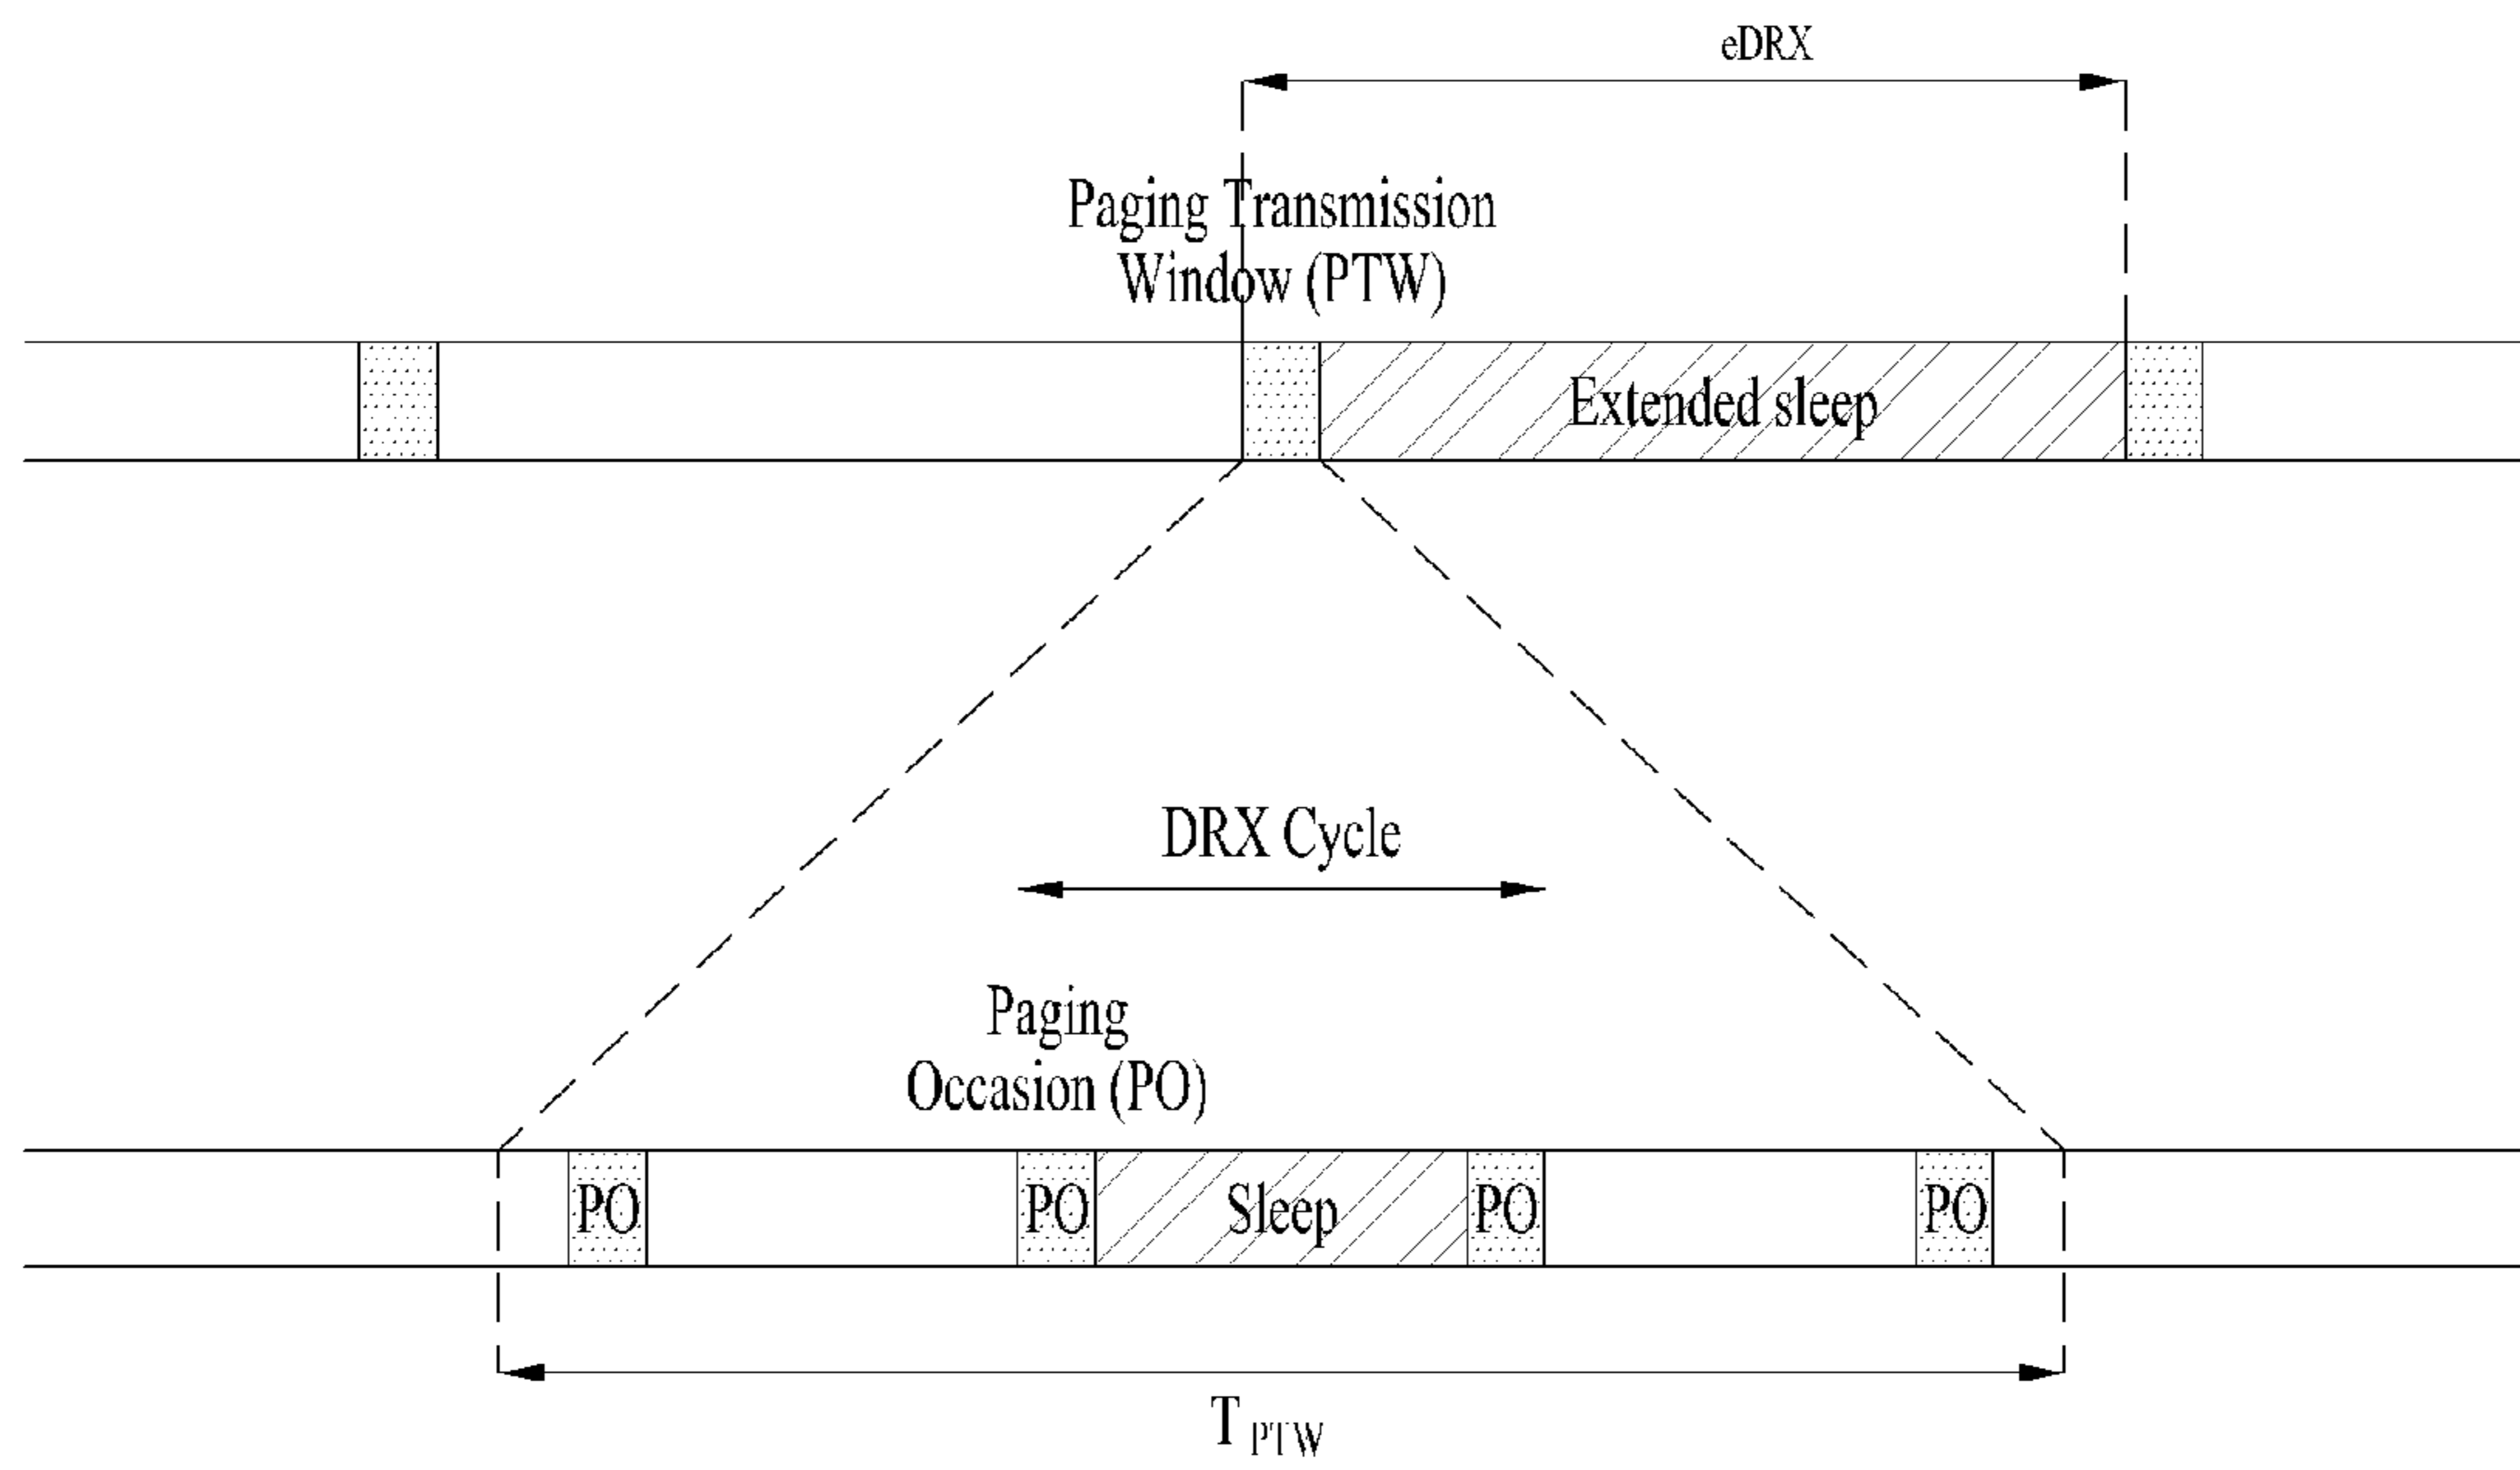 eDRX
Paging Transmission
Window (PTW)
Extended sleep
DRX Cycle
Paging
Occasion (PO)
PO PO Sleep PO PO
T PTW